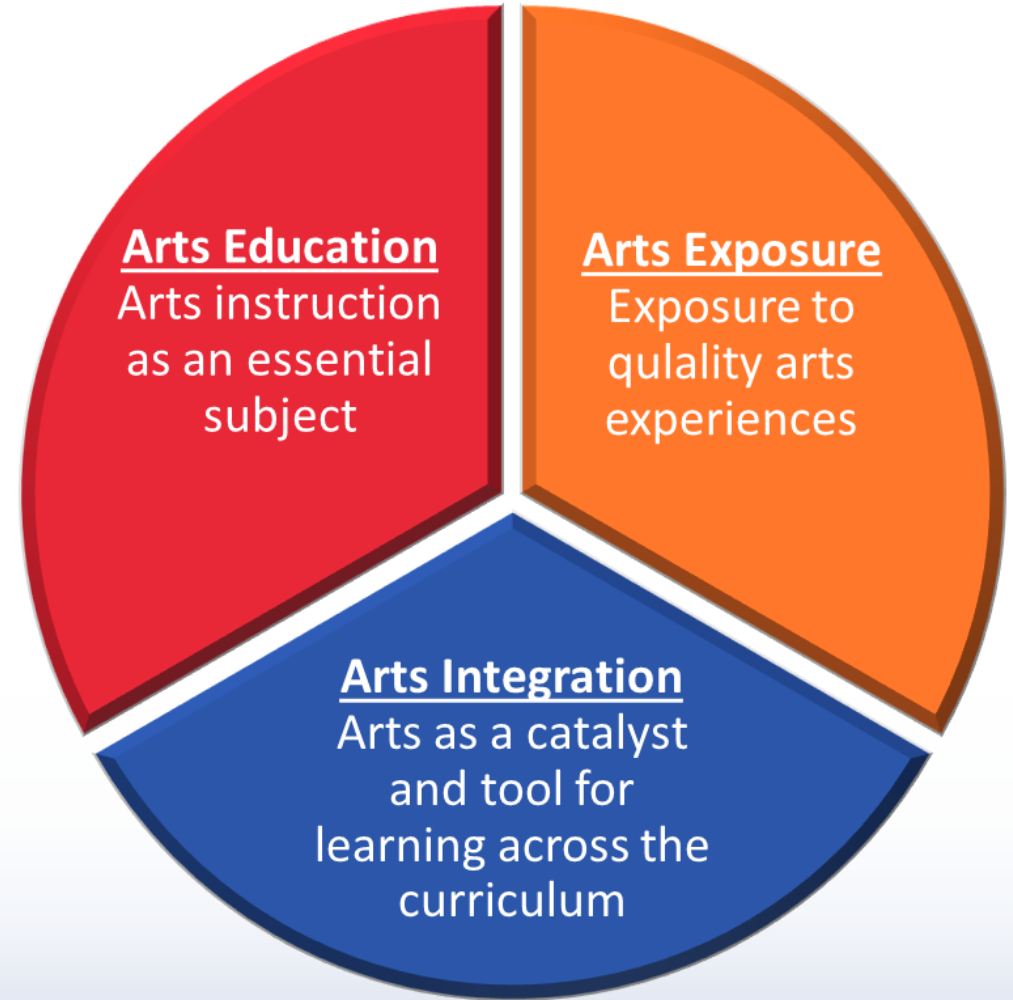 Arts Education
Arts instruction
as an essential
subject
Arts Exposure
Exposure to
qulality arts
experiences
Arts Integration
Arts as a catalyst
and tool for
learning across the
curriculum